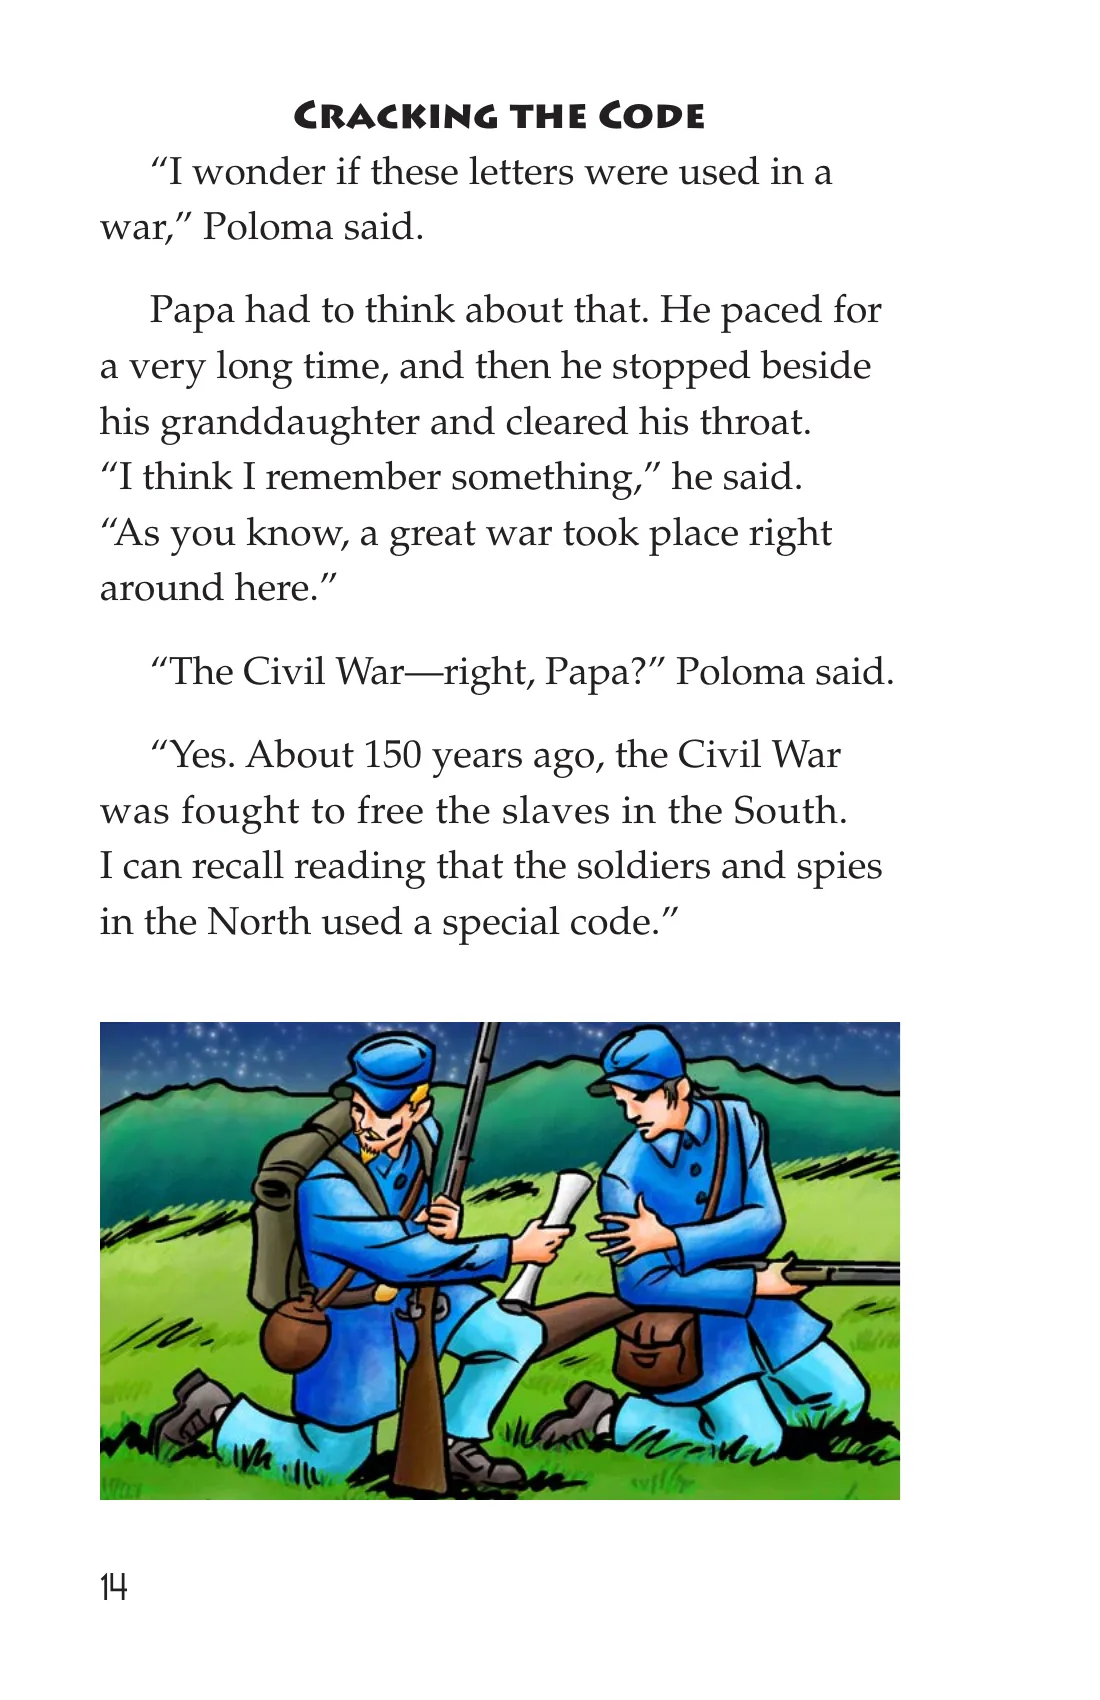 Cracking the Code
“I wonder if these letters were used in a
war,” Poloma said.
Papa had to think about that. He paced for
a very long time, and then he stopped beside
his granddaughter and cleared his throat.
“I think I remember something,” he said.
“As you know, a great war took place right
around here.”
“The Civil War—right, Papa?” Poloma said.
“Yes. About 150 years ago, the Civil War
was fought to free the slaves in the South.
I can recall reading that the soldiers and spies
in the North used a special code.”
14